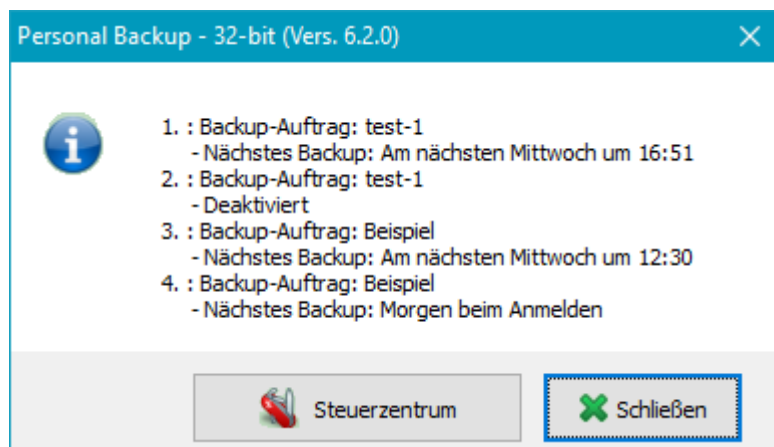 Personal Backup - 32-bit (Vers. 6.2.0)
1. : Backup-Auftrag: test-1
- Nächstes Backup: Am nächsten Mittwoch um 16:51
2. : Backup-Auftrag: test-1
- Deaktiviert
3. : Backup-Auftrag: Beispiel
- Nächstes Backup: Am nächsten Mittwoch um 12:30
4. : Backup-Auftrag: Beispiel
- Nächstes Backup: Morgen beim Anmelden
Steuerzentrum
Schließen